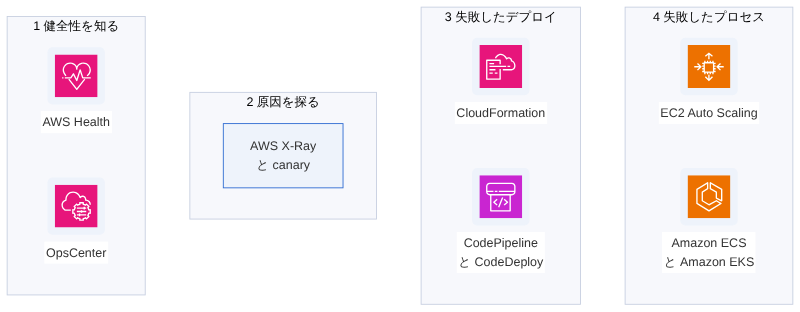 1 健全性を知る
AWS Health
OpsCenter
2 原因を探る
AWS X-Ray
と canary
3 失敗したデプロイ
CloudFormation
CodePipeline
と CodeDeploy
4 失敗したプロセス
EC2 Auto Scaling
Amazon ECS
と Amazon EKS